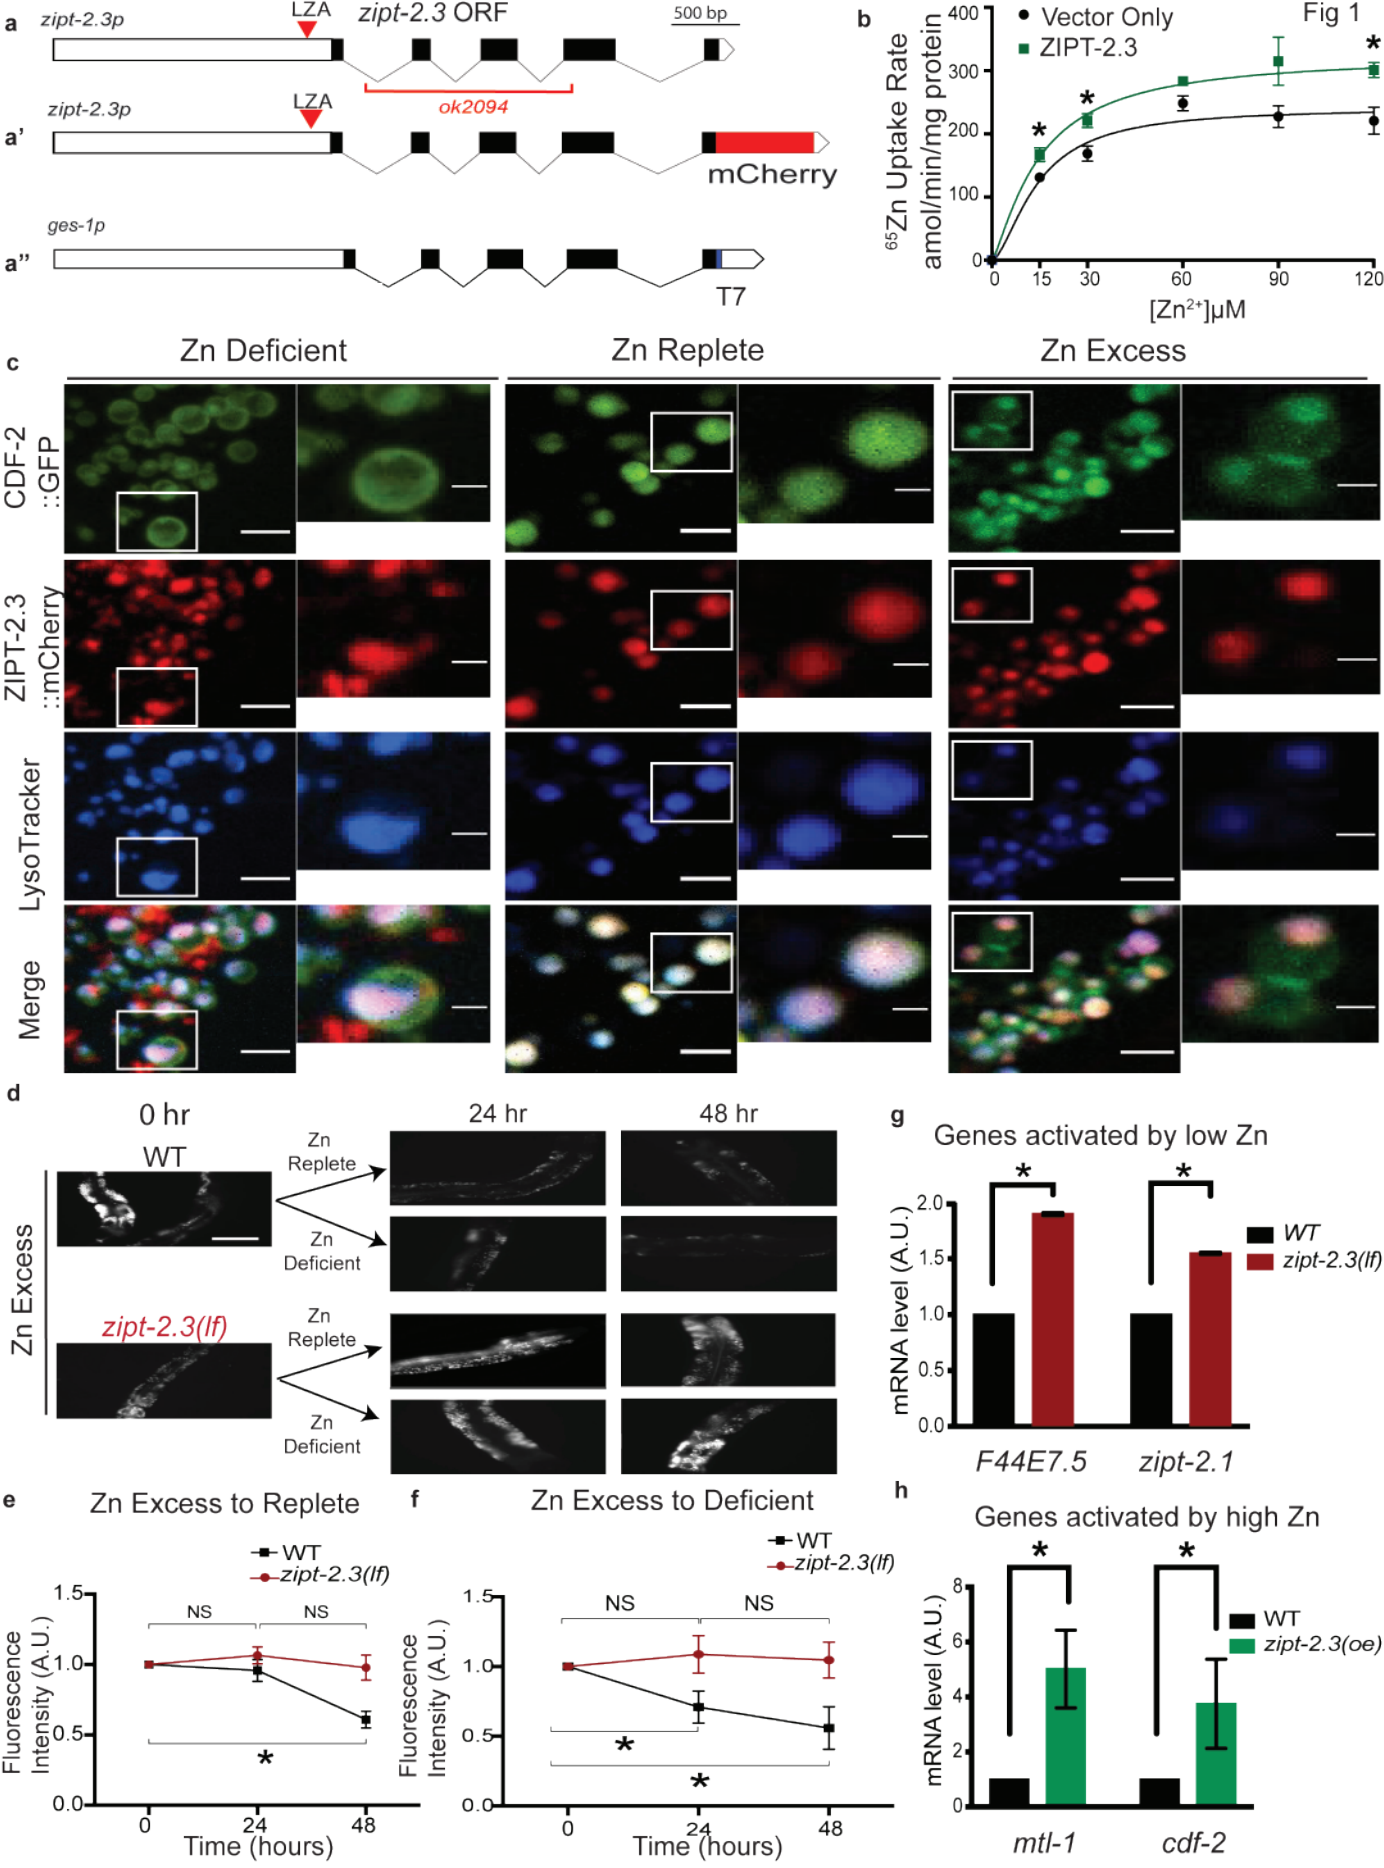 a
zipt-2.3p
LZA
zipt-2.3 ORF
500 bp
ok2094
a'
zipt-2.3p
LZA
mCherry
a''
ges-1p
T7
b
Fig 1
Vector Only
ZIPT-2.3
65Zn Uptake Rate
amol/min/mg protein
400
300
200
100
0
*
*
*
0
15
30
60
90
120
[Zn2+]µM
c
Zn Deficient
Zn Replete
Zn Excess
CDF-2
::GFP
ZIPT-2.3
::mCherry
LysoTracker
Merge
d
0 hr
24 hr
48 hr
Zn Excess
WT
Zn
Replete
Zn
Deficient
zipt-2.3(lf)
Zn
Replete
Zn
Deficient
e
Zn Excess to Replete
WT
zipt-2.3(lf)
Fluorescence
Intensity (A.U.)
1.5
1.0
0.5
0.0
NS
NS
*
0
24
48
Time (hours)
f
Zn Excess to Deficient
WT
zipt-2.3(lf)
Fluorescence
Intensity (A.U.)
1.5
1.0
0.5
0.0
NS
NS
*
*
0
24
48
Time (hours)
g
Genes activated by low Zn
*
*
mRNA level (A.U.)
2.0
1.5
1.0
0.5
0.0
WT
zipt-2.3(lf)
F44E7.5
zipt-2.1
h
Genes activated by high Zn
*
*
mRNA level (A.U.)
8
6
4
2
0
WT
zipt-2.3(oe)
mtl-1
cdf-2